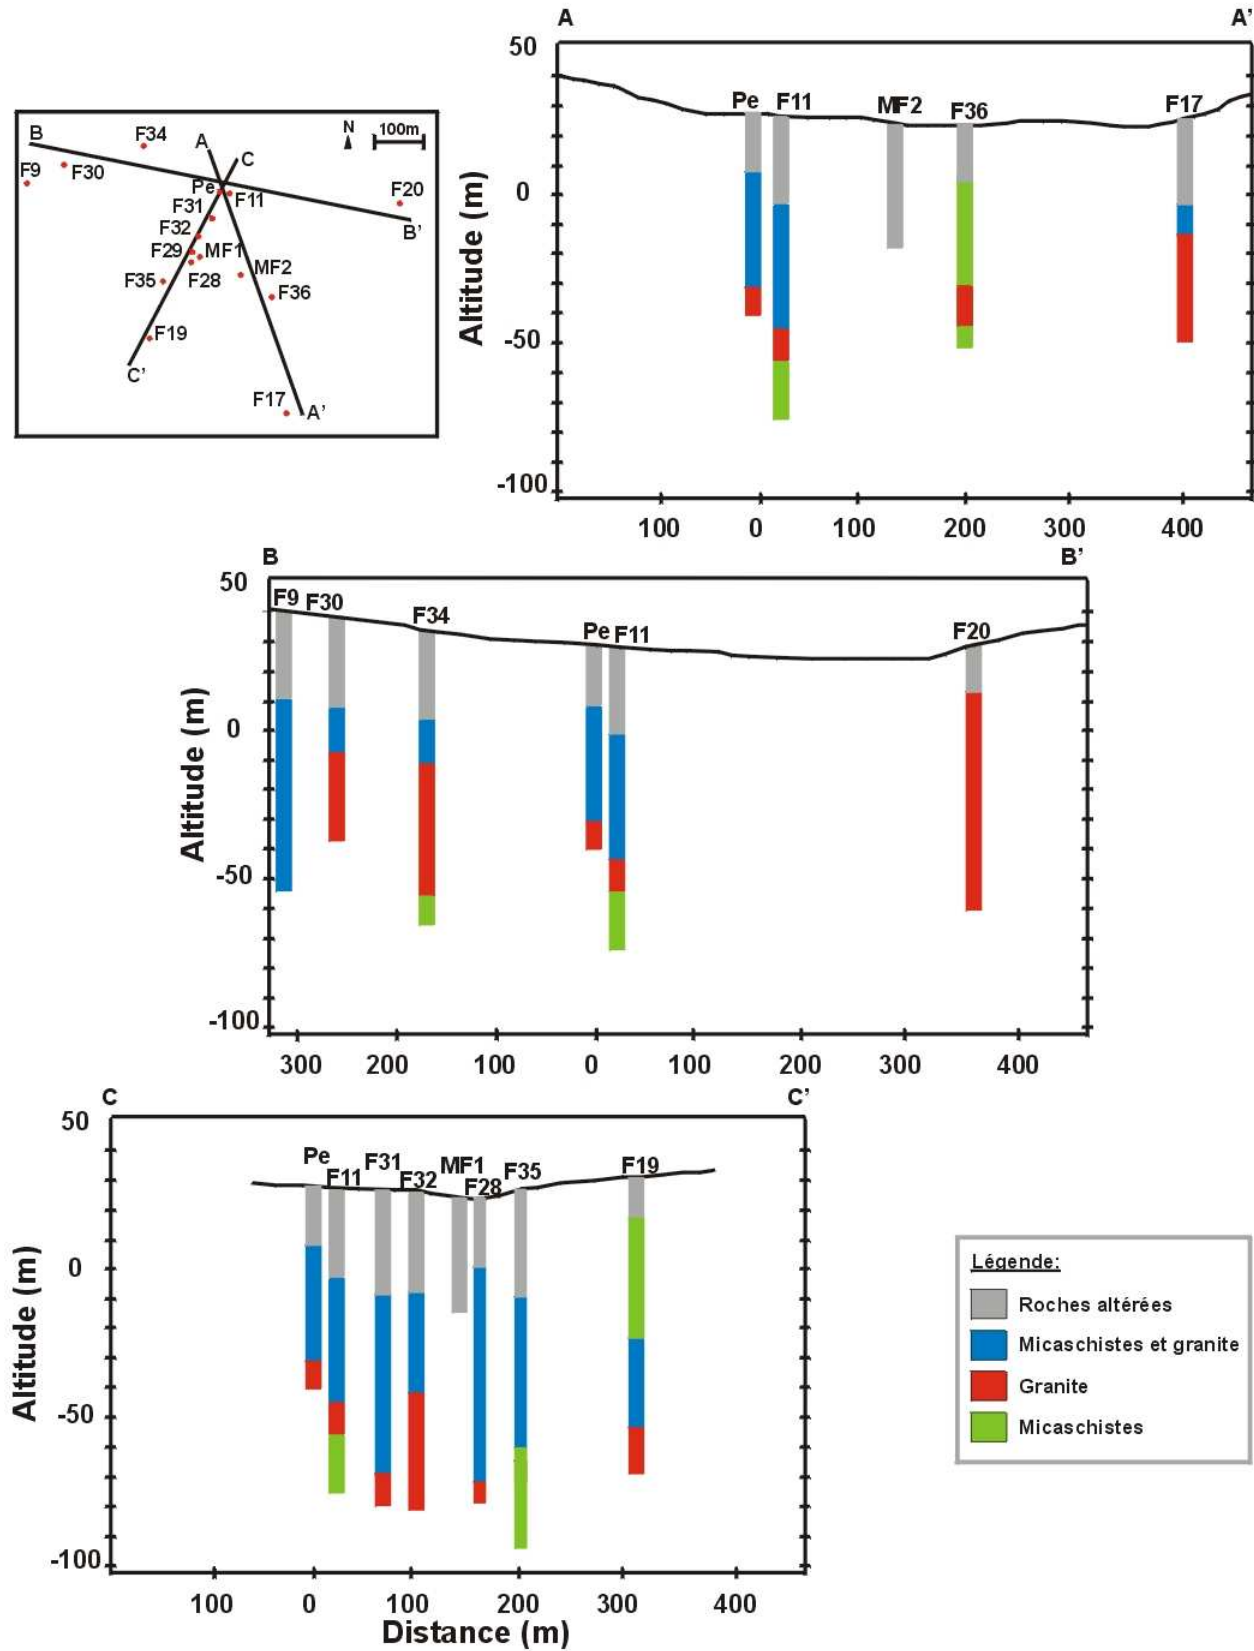 A A'
50
Pe F11 MF2 F36 F17
0
-50
-100
Altitude (m)
100 0 100 200 300 400
B F34 A C N 100m
F9 F30 Pe F11 F20
F31 B'
F32
F29 MF1
F35 F28 MF2
F36
F19
C'
F17 A'
B B'
50
F9 F30 F34 Pe F11 F20
0
-50
-100
Altitude (m)
300 200 100 0 100 200 300 400
C C'
50
Pe F11 F31 F32 MF1 F28 F35 F19
0
-50
-100
Altitude (m)
100 0 100 200 300 400
Distance (m)
Légende:
Roches altérées
Micaschistes et granite
Granite
Micaschistes